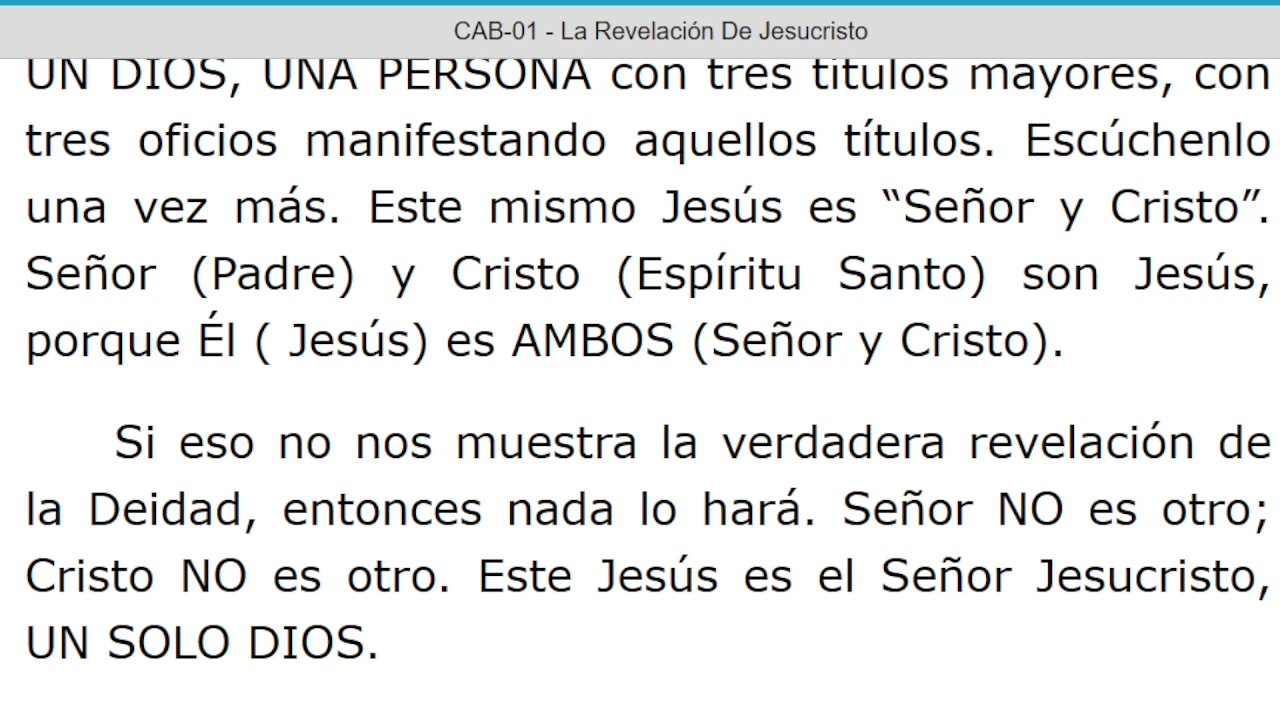 CAB-01 - La Revelación De Jesucristo
UN DIOS, UNA PERSONA con tres títulos mayores, con
tres oficios manifestando aquellos títulos. Escúchenlo
una vez más. Este mismo Jesús es “Señor y Cristo”.
Señor (Padre) y Cristo (Espíritu Santo) son Jesús,
porque Él ( Jesús) es AMBOS (Señor y Cristo).
Si eso no nos muestra la verdadera revelación de
la Deidad, entonces nada lo hará. Señor NO es otro;
Cristo NO es otro. Este Jesús es el Señor Jesucristo,
UN SOLO DIOS.